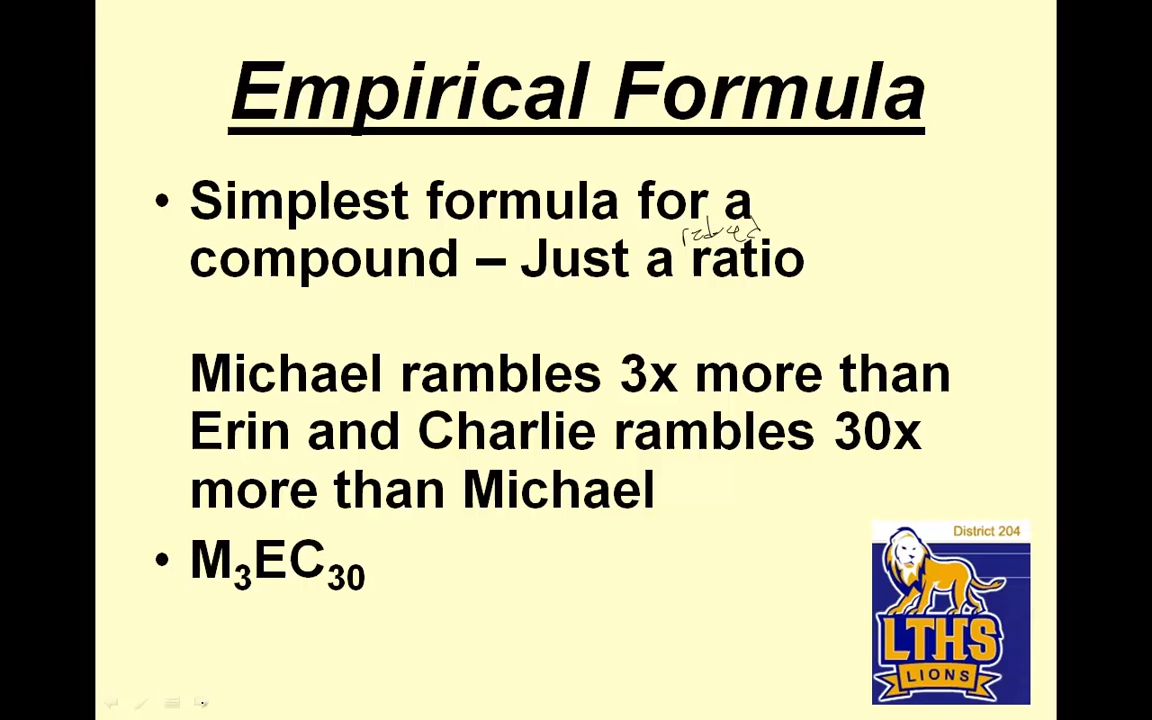 Empirical Formula
• Simplest formula for a
reduced
compound – Just a ratio
Michael rambles 3x more than
Erin and Charlie rambles 30x
more than Michael
• M₃EC₃₀
District 204
LTHS
LIONS